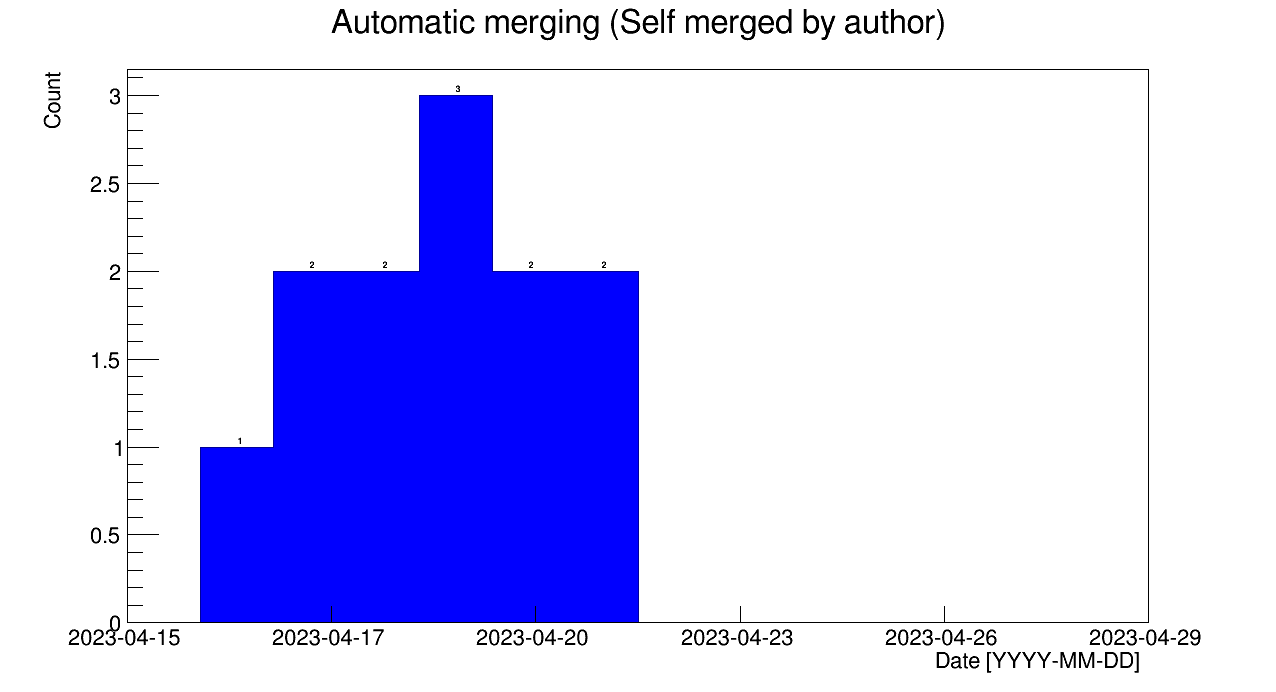 Automatic merging (Self merged by author)
Count
3
3
2.5
2
2 2 2 2
1.5
1
1
0.5
0
2023-04-15 2023-04-17 2023-04-20 2023-04-23 2023-04-26 2023-04-29
Date [YYYY-MM-DD]